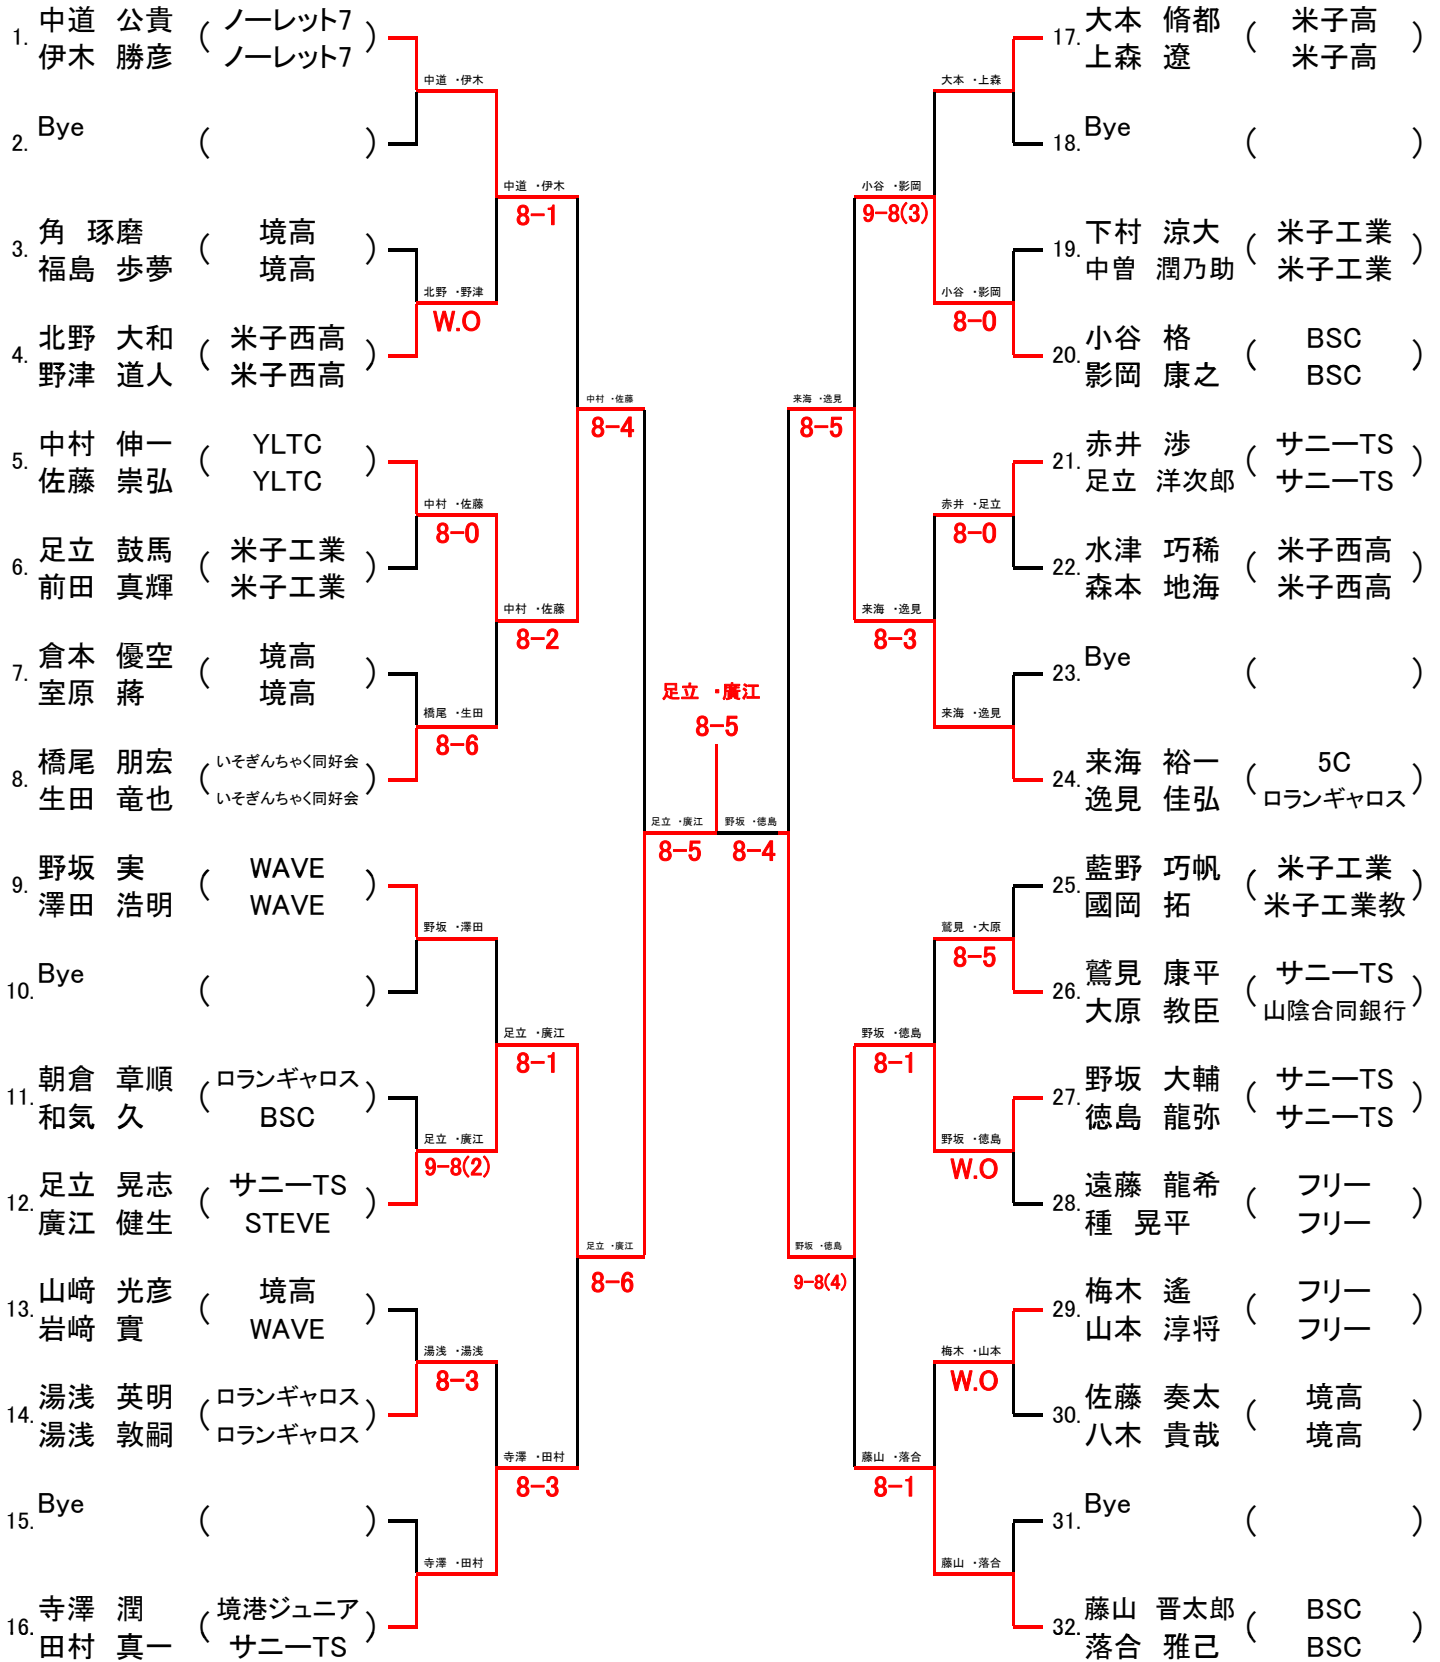 1. 中道 公貴 ( ノーレット7 )
伊木 勝彦 ノーレット7
中道 ・伊木
2. Bye ( )
中道 ・伊木
8-1
3. 角 琢磨 ( 境高 )
福島 歩夢 境高
北野 ・野津
W.O
4. 北野 大和 ( 米子西高 )
野津 道人 米子西高
中村 ・佐藤
8-4
5. 中村 伸一 ( YLTC )
佐藤 崇弘 YLTC
中村 ・佐藤
8-0
6. 足立 鼓馬 ( 米子工業 )
前田 真輝 米子工業
中村 ・佐藤
8-2
7. 倉本 優空 ( 境高 )
室原 蔣 境高
橋尾 ・生田
8-6
8. 橋尾 朋宏 ( いそぎんちゃく同好会 )
生田 竜也 いそぎんちゃく同好会
足立 ・廣江
8-5
9. 野坂 実 ( WAVE )
澤田 浩明 WAVE
野坂 ・澤田
10. Bye ( )
足立 ・廣江
8-1
11. 朝倉 章順 ( ロランギャロス )
和気 久 BSC
足立 ・廣江
9-8(2)
12. 足立 晃志 ( サニーTS )
廣江 健生 STEVE
足立 ・廣江
8-6
13. 山﨑 光彦 ( 境高 )
岩﨑 實 WAVE
湯浅 ・湯浅
8-3
14. 湯浅 英明 ( ロランギャロス )
湯浅 敦嗣 ロランギャロス
寺澤 ・田村
8-3
15. Bye ( )
寺澤 ・田村
16. 寺澤 潤 ( 境港ジュニア )
田村 真一 サニーTS
足立 ・廣江
8-5
17. 大本 脩都 ( 米子高 )
上森 遼 米子高
大本 ・上森
18. Bye ( )
小谷 ・影岡
9-8(3)
19. 下村 涼大 ( 米子工業 )
中曽 潤乃助 米子工業
小谷 ・影岡
8-0
20. 小谷 格 ( BSC )
影岡 康之 BSC
来海 ・逸見
8-5
21. 赤井 渉 ( サニーTS )
足立 洋次郎 サニーTS
赤井 ・足立
8-0
22. 水津 巧稀 ( 米子西高 )
森本 地海 米子西高
来海 ・逸見
8-3
23. Bye ( )
来海 ・逸見
24. 来海 裕一 ( 5C )
逸見 佳弘 ロランギャロス
野坂 ・徳島
8-4
25. 藍野 巧帆 ( 米子工業 )
國岡 拓 米子工業教
鷲見 ・大原
8-5
26. 鷲見 康平 ( サニーTS )
大原 教臣 山陰合同銀行
野坂 ・徳島
8-1
27. 野坂 大輔 ( サニーTS )
徳島 龍弥 サニーTS
野坂 ・徳島
W.O
28. 遠藤 龍希 ( フリー )
種 晃平 フリー
野坂 ・徳島
9-8(4)
29. 梅木 遙 ( フリー )
山本 淳将 フリー
梅木 ・山本
W.O
30. 佐藤 奏太 ( 境高 )
八木 貴哉 境高
藤山 ・落合
8-1
31. Bye ( )
藤山 ・落合
32. 藤山 晋太郎 ( BSC )
落合 雅己 BSC